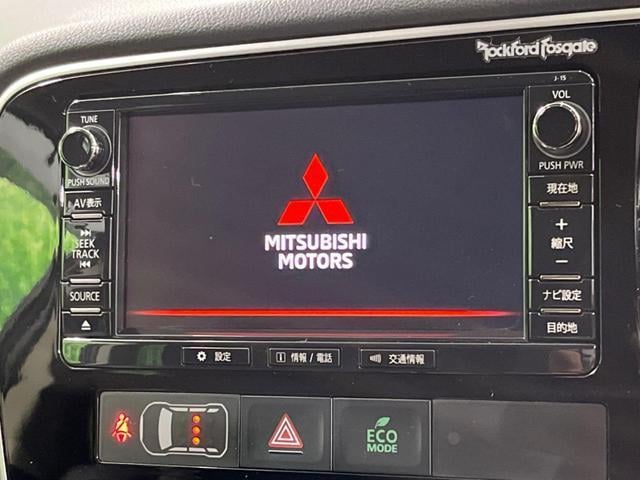 Rockford Fosgate
J-15
TUNE
PUSH SOUND
AV表示
SEEK
TRACK
SOURCE
MITSUBISHI
MOTORS
VOL
PUSH PWR
現在地
+
縮尺
−
ナビ設定
目的地
設定
i 情報 / 電話
交通情報
ECO
MODE